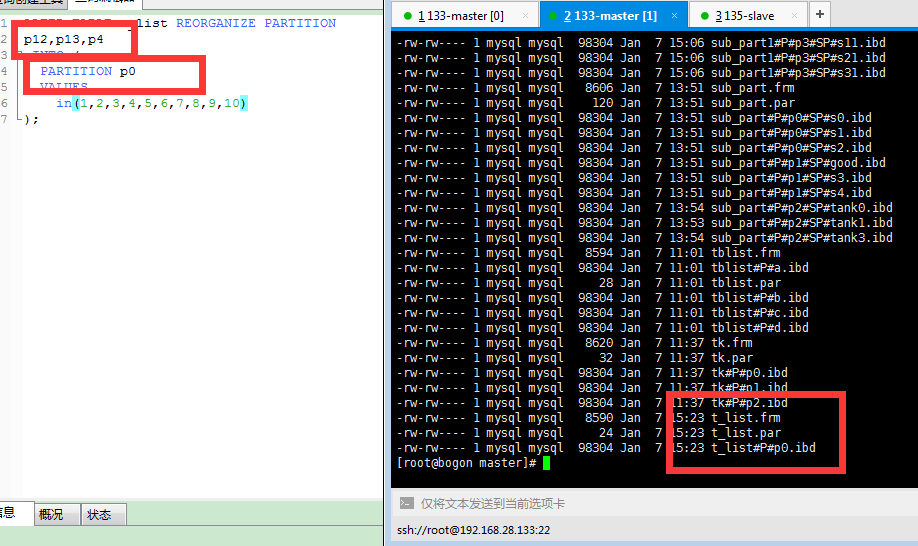 查询编辑器
1 list REORGANIZE PARTITION
2 p12,p13,p4
4 PARTITION p0
5 VALUES
6 in(1,2,3,4,5,6,7,8,9,10)
7 );
概况
状态
1 133-master [0] ×
2 133-master [1] ×
3 135-slave ×
+
-rw-rw---- 1 mysql mysql 98304 Jan 7 15:06 sub_part1#P#p3#SP#s11.ibd
-rw-rw---- 1 mysql mysql 98304 Jan 7 15:06 sub_part1#P#p3#SP#s21.ibd
-rw-rw---- 1 mysql mysql 98304 Jan 7 15:06 sub_part1#P#p3#SP#s31.ibd
-rw-rw---- 1 mysql mysql 8606 Jan 7 13:51 sub_part.frm
-rw-rw---- 1 mysql mysql 120 Jan 7 13:51 sub_part.par
-rw-rw---- 1 mysql mysql 98304 Jan 7 13:51 sub_part#P#p0#SP#s0.ibd
-rw-rw---- 1 mysql mysql 98304 Jan 7 13:51 sub_part#P#p0#SP#s1.ibd
-rw-rw---- 1 mysql mysql 98304 Jan 7 13:51 sub_part#P#p0#SP#s2.ibd
-rw-rw---- 1 mysql mysql 98304 Jan 7 13:51 sub_part#P#p1#SP#good.ibd
-rw-rw---- 1 mysql mysql 98304 Jan 7 13:51 sub_part#P#p1#SP#s3.ibd
-rw-rw---- 1 mysql mysql 98304 Jan 7 13:51 sub_part#P#p1#SP#s4.ibd
-rw-rw---- 1 mysql mysql 98304 Jan 7 13:54 sub_part#P#p2#SP#tank0.ibd
-rw-rw---- 1 mysql mysql 98304 Jan 7 13:53 sub_part#P#p2#SP#tank1.ibd
-rw-rw---- 1 mysql mysql 98304 Jan 7 13:54 sub_part#P#p2#SP#tank3.ibd
-rw-rw---- 1 mysql mysql 8594 Jan 7 11:01 tblist.frm
-rw-rw---- 1 mysql mysql 98304 Jan 7 11:01 tblist#P#a.ibd
-rw-rw---- 1 mysql mysql 28 Jan 7 11:01 tblist.par
-rw-rw---- 1 mysql mysql 98304 Jan 7 11:01 tblist#P#b.ibd
-rw-rw---- 1 mysql mysql 98304 Jan 7 11:01 tblist#P#c.ibd
-rw-rw---- 1 mysql mysql 98304 Jan 7 11:01 tblist#P#d.ibd
-rw-rw---- 1 mysql mysql 8620 Jan 7 11:37 tk.frm
-rw-rw---- 1 mysql mysql 32 Jan 7 11:37 tk.par
-rw-rw---- 1 mysql mysql 98304 Jan 7 11:37 tk#P#p0.ibd
-rw-rw---- 1 mysql mysql 98304 Jan 7 11:37 tk#P#p1.ibd
-rw-rw---- 1 mysql mysql 98304 Jan 7 11:37 tk#P#p2.ibd
-rw-rw---- 1 mysql mysql 8590 Jan 7 15:23 t_list.frm
-rw-rw---- 1 mysql mysql 24 Jan 7 15:23 t_list.par
-rw-rw---- 1 mysql mysql 98304 Jan 7 15:23 t_list#P#p0.ibd
[root@bogon master]#
仅将文本发送到当前选项卡
ssh://root@192.168.28.133:22